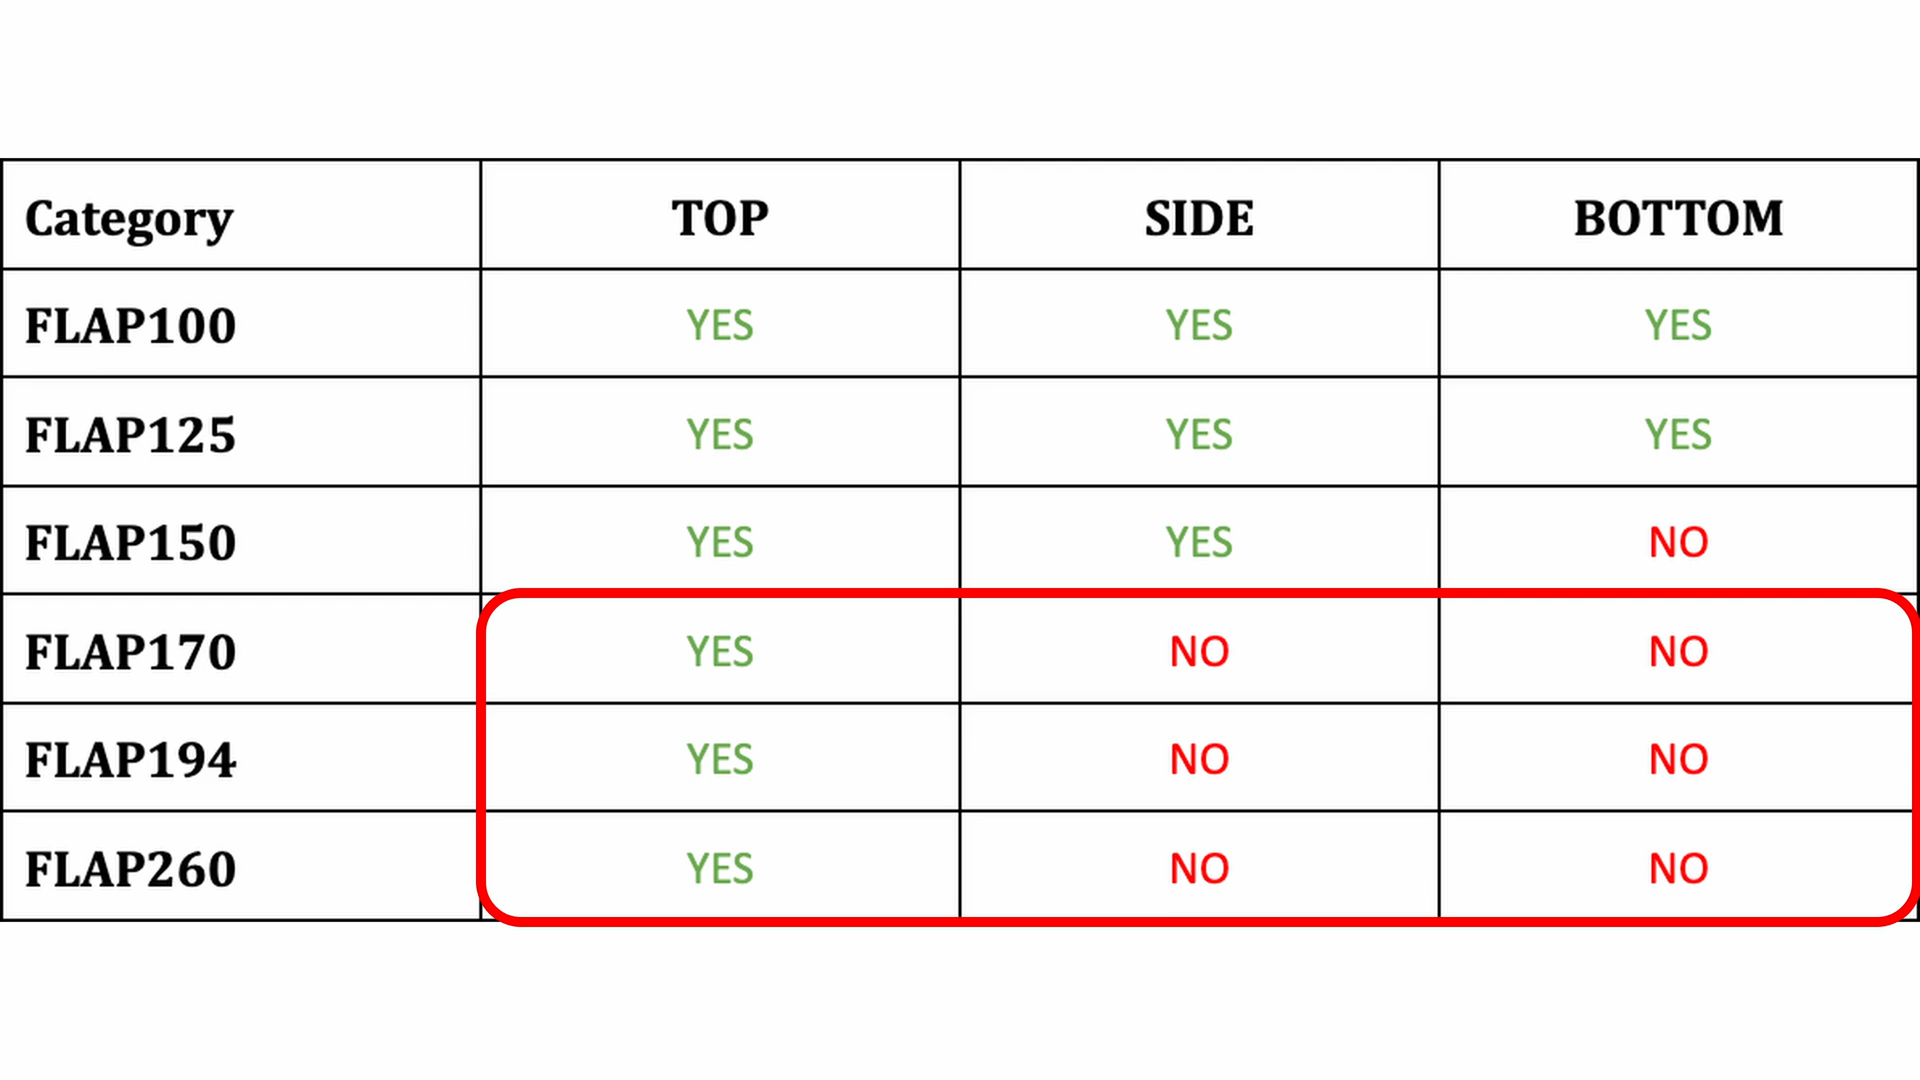 Category TOP SIDE BOTTOM
FLAP100 YES YES YES
FLAP125 YES YES YES
FLAP150 YES YES NO
FLAP170 YES NO NO
FLAP194 YES NO NO
FLAP260 YES NO NO